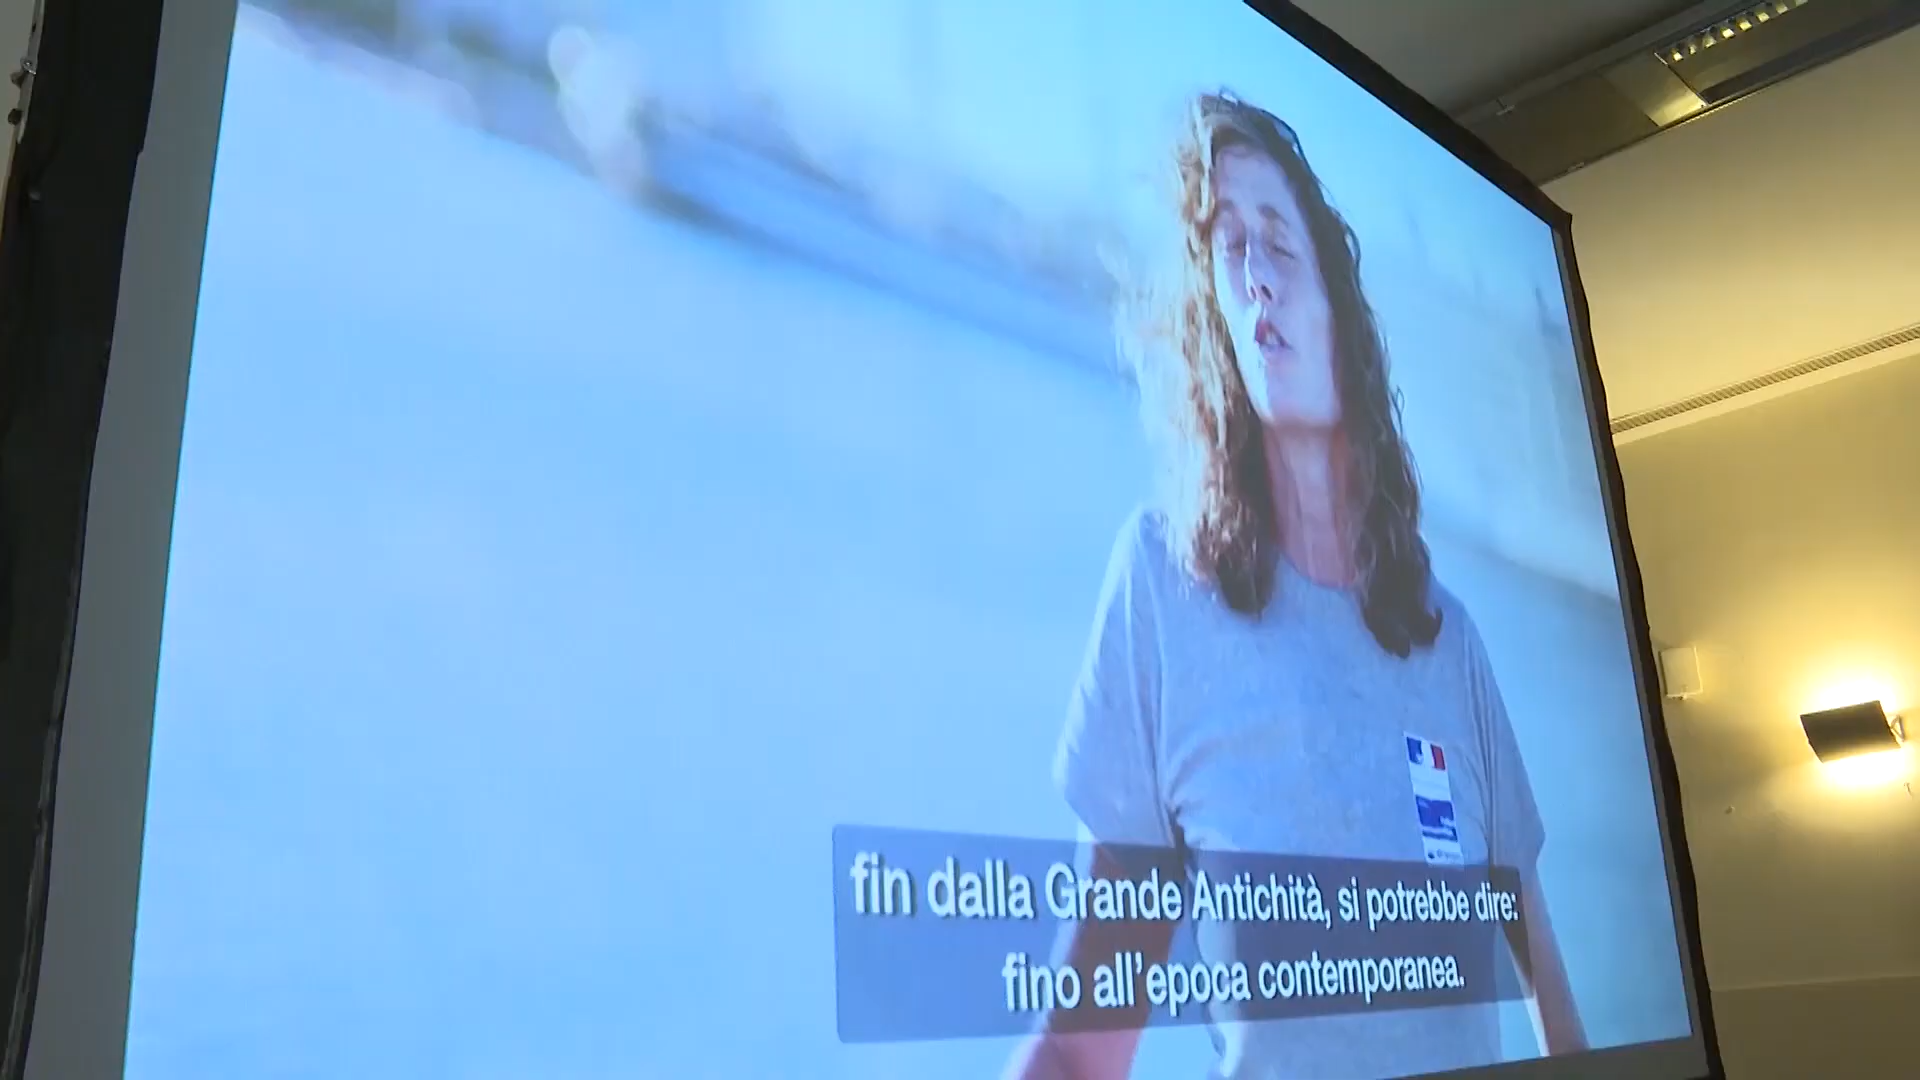 fin dalla Grande Antichità, si potrebbe dire:
fino all'epoca contemporanea.